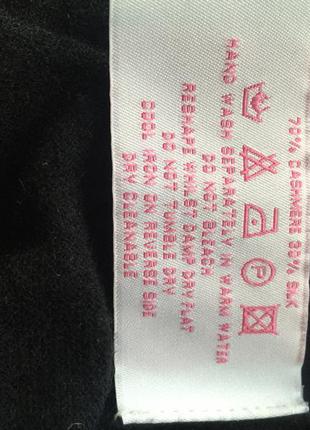 70% CASHMERE 30% SILK
HAND WASH SEPARATELY IN WARM WATER
DO NOT BLEACH
RESHAPE WHILST DAMP DRY FLAT
DO NOT TUMBLE DRY
COOL IRON ON REVERSE SIDE
DRY CLEANABLE